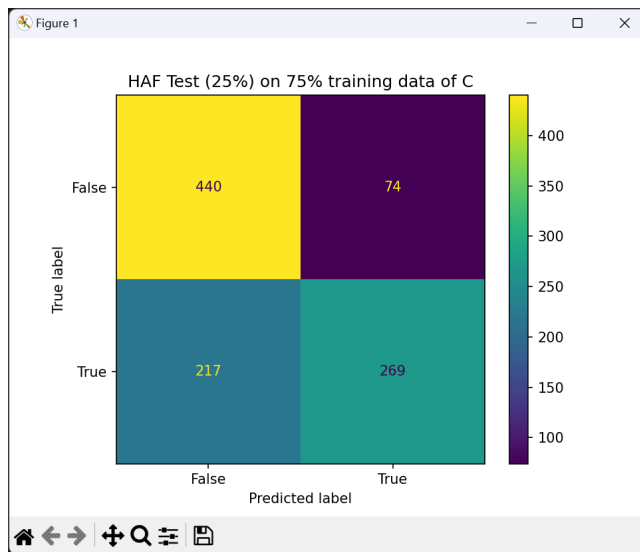 Figure 1
HAF Test (25%) on 75% training data of C
False
440
74
True label
True
217
269
False
True
Predicted label
400
350
300
250
200
150
100